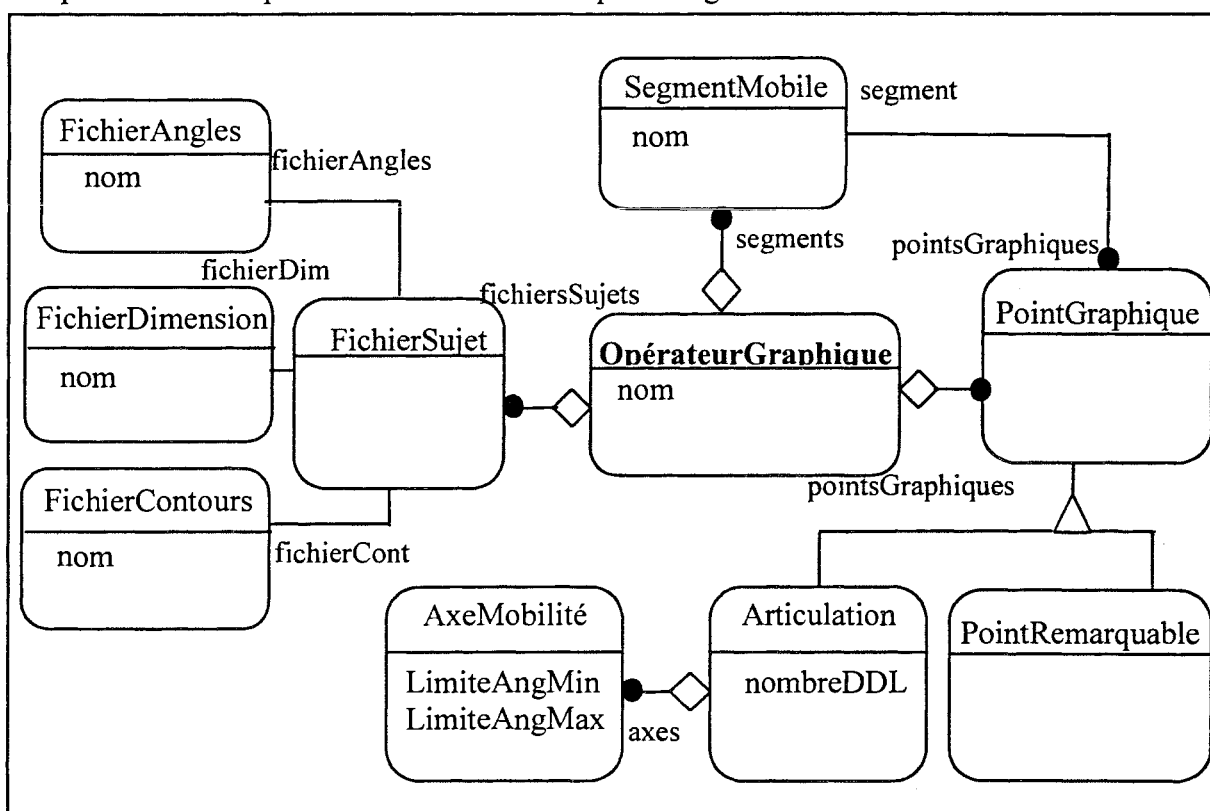 SegmentMobile
segment
nom
FichierAngles
fichierAngles
nom
segments
pointsGraphiques
fichierDim
fichiersSujets
FichierDimension
nom
FichierSujet
OpérateurGraphique
nom
PointGraphique
pointsGraphiques
FichierContours
nom
fichierCont
AxeMobilité
LimiteAngMin
LimiteAngMax
axes
Articulation
nombreDDL
PointRemarquable